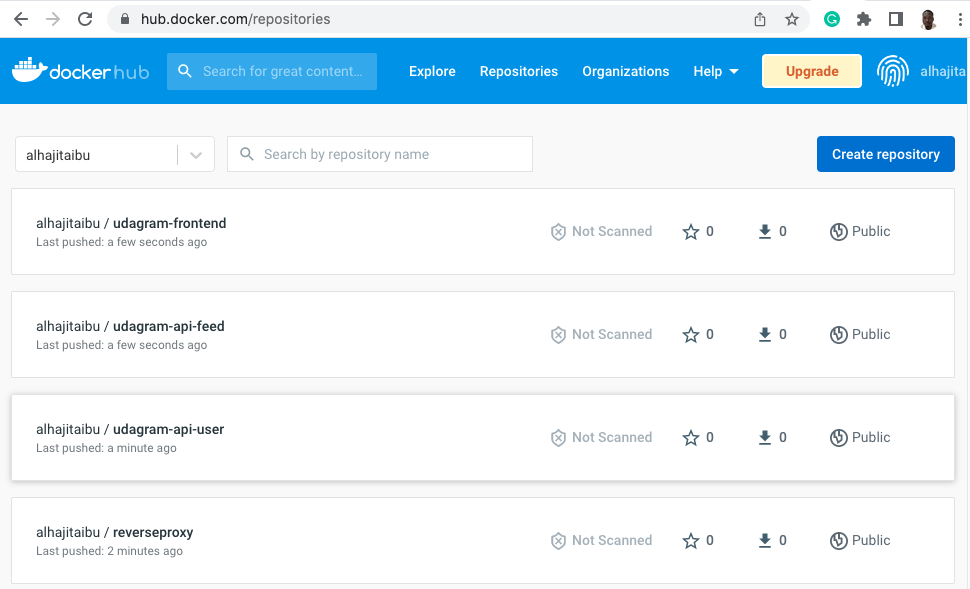 hub.docker.com/repositories
docker hub Search for great content... Explore Repositories Organizations Help Upgrade alhajita
alhajitaibu Search by repository name Create repository
alhajitaibu / udagram-frontend Not Scanned 0 0 Public
Last pushed: a few seconds ago
alhajitaibu / udagram-api-feed Not Scanned 0 0 Public
Last pushed: a few seconds ago
alhajitaibu / udagram-api-user Not Scanned 0 0 Public
Last pushed: a minute ago
alhajitaibu / reverseproxy Not Scanned 0 0 Public
Last pushed: 2 minutes ago